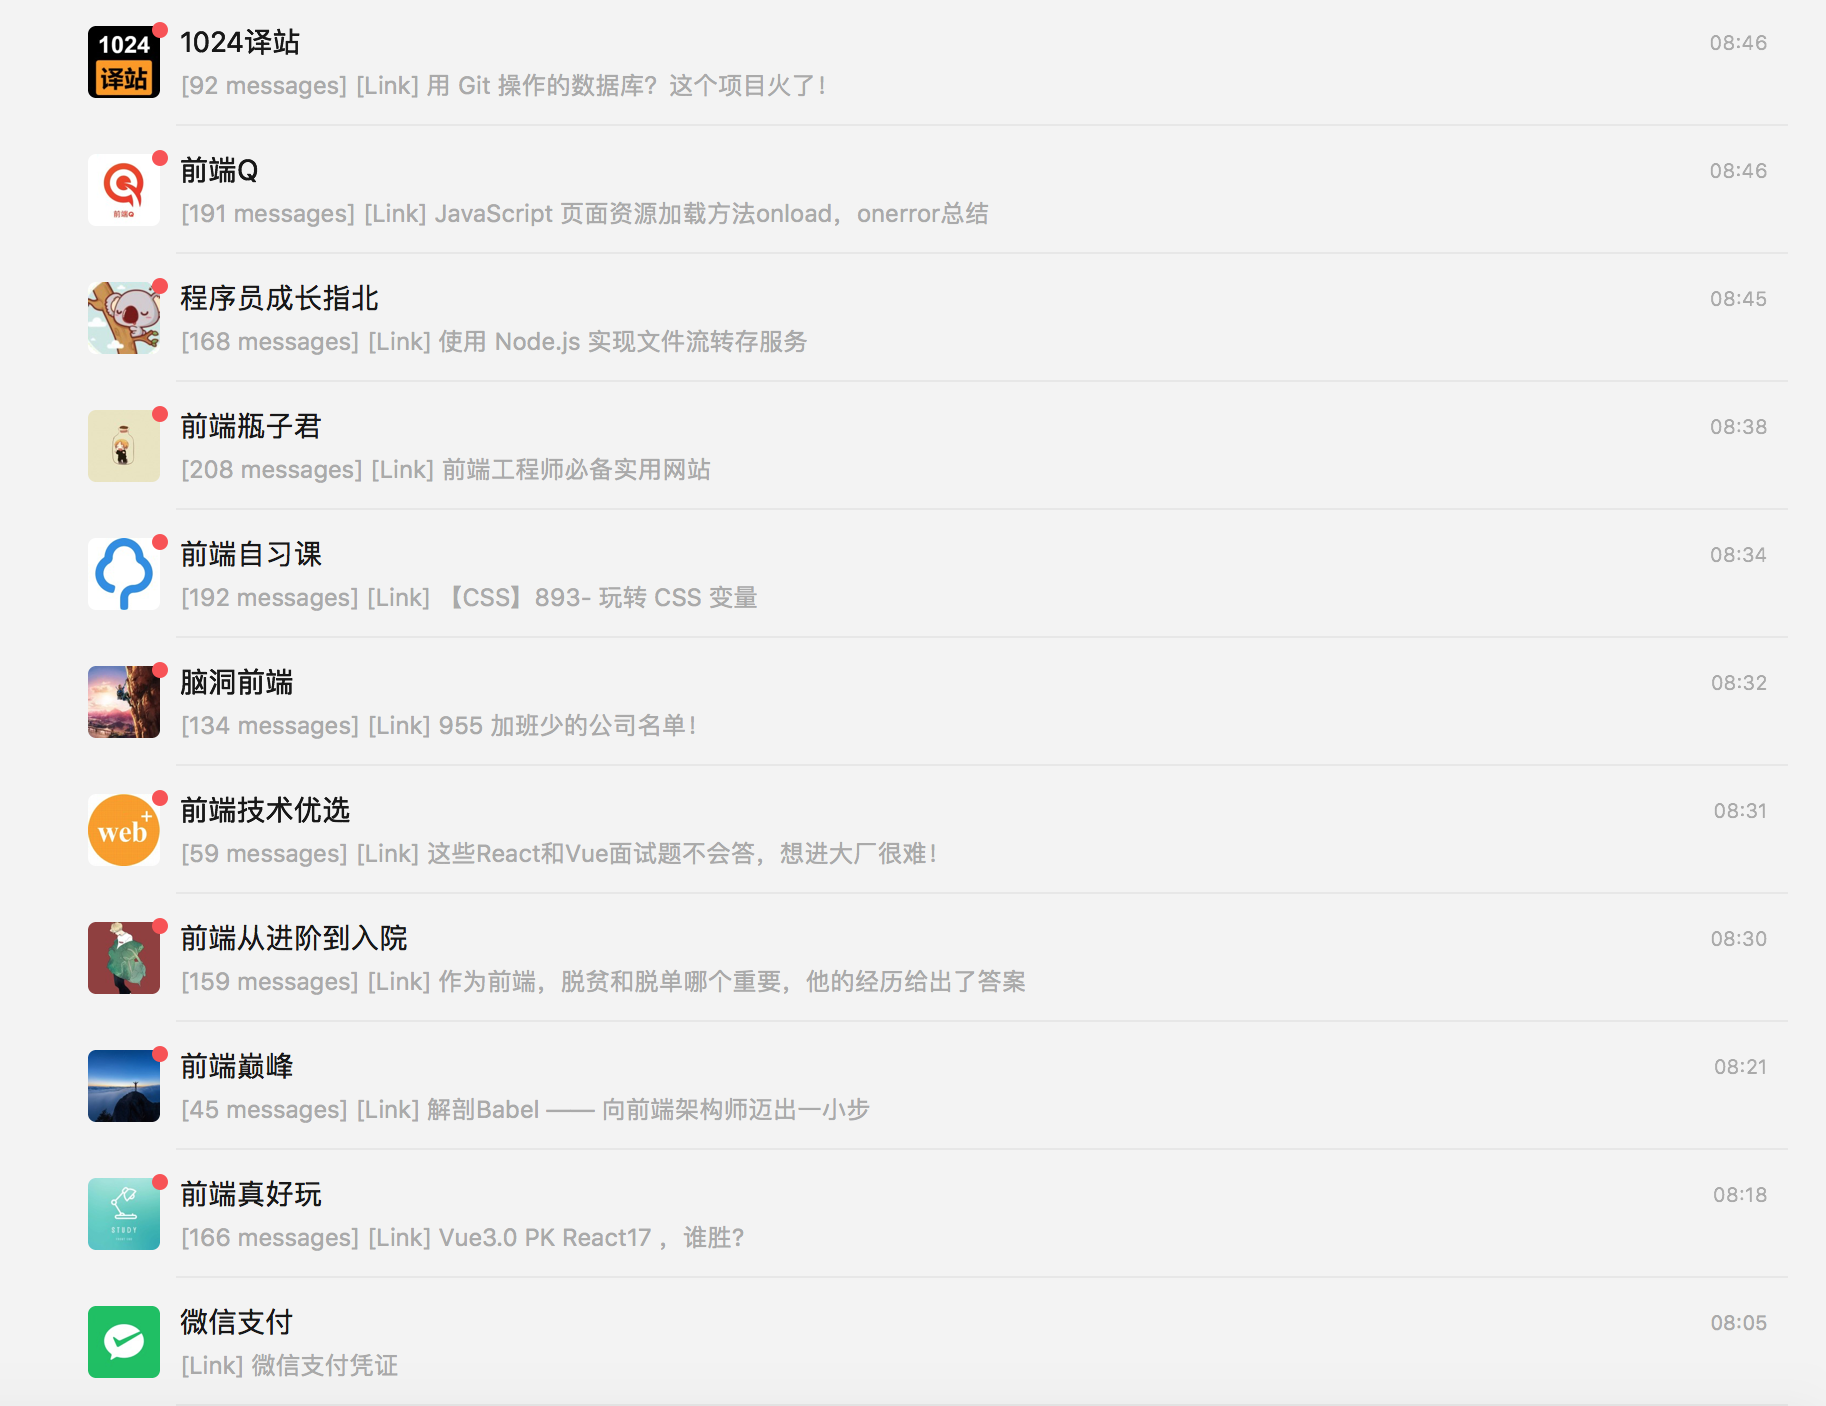 1024
译站
1024译站
08:46
[92 messages] [Link] 用 Git 操作的数据库？这个项目火了！
前端Q
前端Q
08:46
[191 messages] [Link] JavaScript 页面资源加载方法onload，onerror总结
程序员成长指北
08:45
[168 messages] [Link] 使用 Node.js 实现文件流转存服务
前端瓶子君
08:38
[208 messages] [Link] 前端工程师必备实用网站
前端自习课
08:34
[192 messages] [Link] 【CSS】893- 玩转 CSS 变量
脑洞前端
08:32
[134 messages] [Link] 955 加班少的公司名单！
web+
前端技术优选
08:31
[59 messages] [Link] 这些React和Vue面试题不会答，想进大厂很难！
前端从进阶到入院
08:30
[159 messages] [Link] 作为前端，脱贫和脱单哪个重要，他的经历给出了答案
前端巅峰
08:21
[45 messages] [Link] 解剖Babel —— 向前端架构师迈出一小步
STUDY
前端真好玩
08:18
[166 messages] [Link] Vue3.0 PK React17 ，谁胜？
微信支付
08:05
[Link] 微信支付凭证